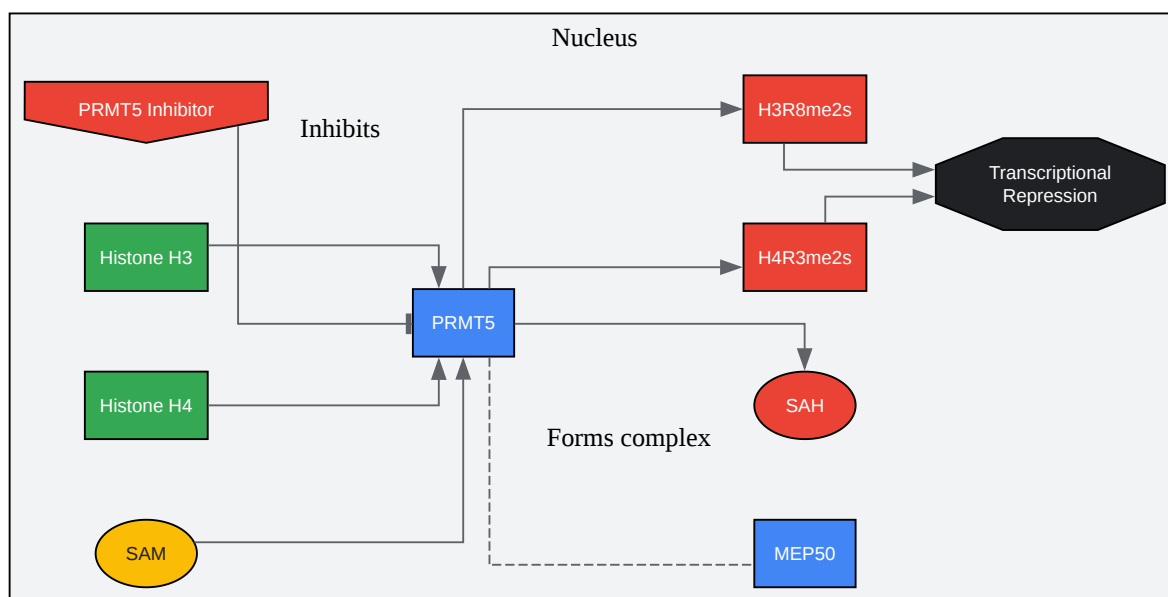 Nucleus
PRMT5 Inhibitor
Inhibits
H3R8me2s
Transcriptional
Repression
Histone H3
H4R3me2s
PRMT5
Histone H4
SAH
Forms complex
SAM
MEP50